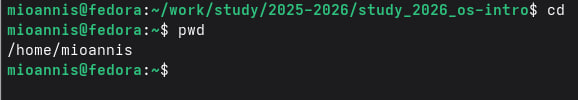 mioannis@fedora:~/work/study/2025-2026/study_2026_os-intro$ cd
mioannis@fedora:~$ pwd
/home/mioannis
mioannis@fedora:~$